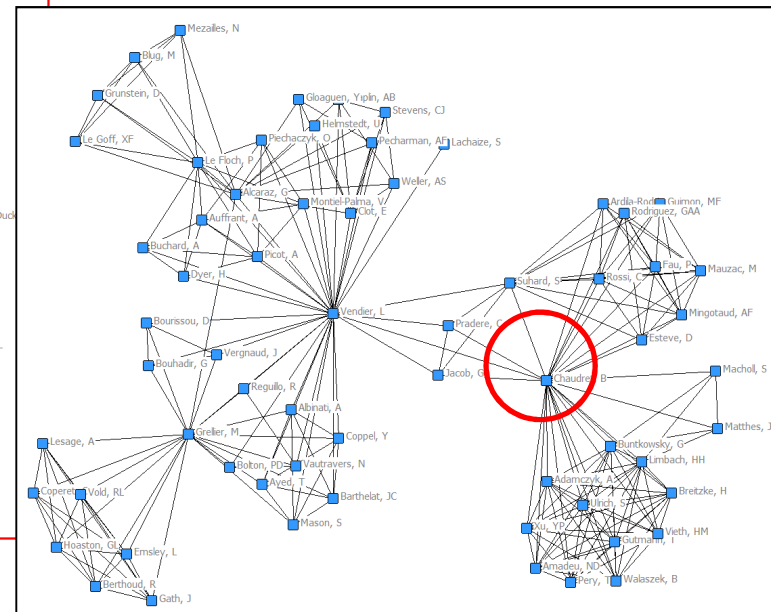 Mezailles, N
Blug, M
Grunstein, D
Le Goff, XF
Gloaguen, Y
plin, AB
Stevens, CJ
Helmstedt, U
Piechaczyk, O
Pecharman, AF
Lachaize, S
Le Floch, P
Weller, AS
Alcaraz, G
Montiel-Palma, V
Clot, E
Auffrant, A
Buchard, A
Picot, A
Dyer, H
Ardila-Rod
Guimon, MF
Rodriguez, GAA
Fau, P
Mauzac, M
Rossi, C
Suhard, S
Mingotaud, AF
Esteve, D
Vendier, L
Pradere, C
Bourissou, D
Vergnaud, J
Bouhadir, G
Jacob, G
Chaudret, B
Macholl, S
Matthes, J
Reguillo, R
Albinati, A
Grellier, M
Coppel, Y
Lesage, A
Bolton, PD
Vautravers, N
Ayed, T
Barthelat, JC
Mason, S
Coperet
Vold, RL
Hoaston, GL
Emsley, L
Berthoud, R
Gath, J
Buntkowsky, G
Limbach, HH
Adamczyk, A
Breitzke, H
Ulrich, S
Xu, YP
Vieth, HM
Gutmann, T
Amadeu, ND
Pery, T
Walaszek, B